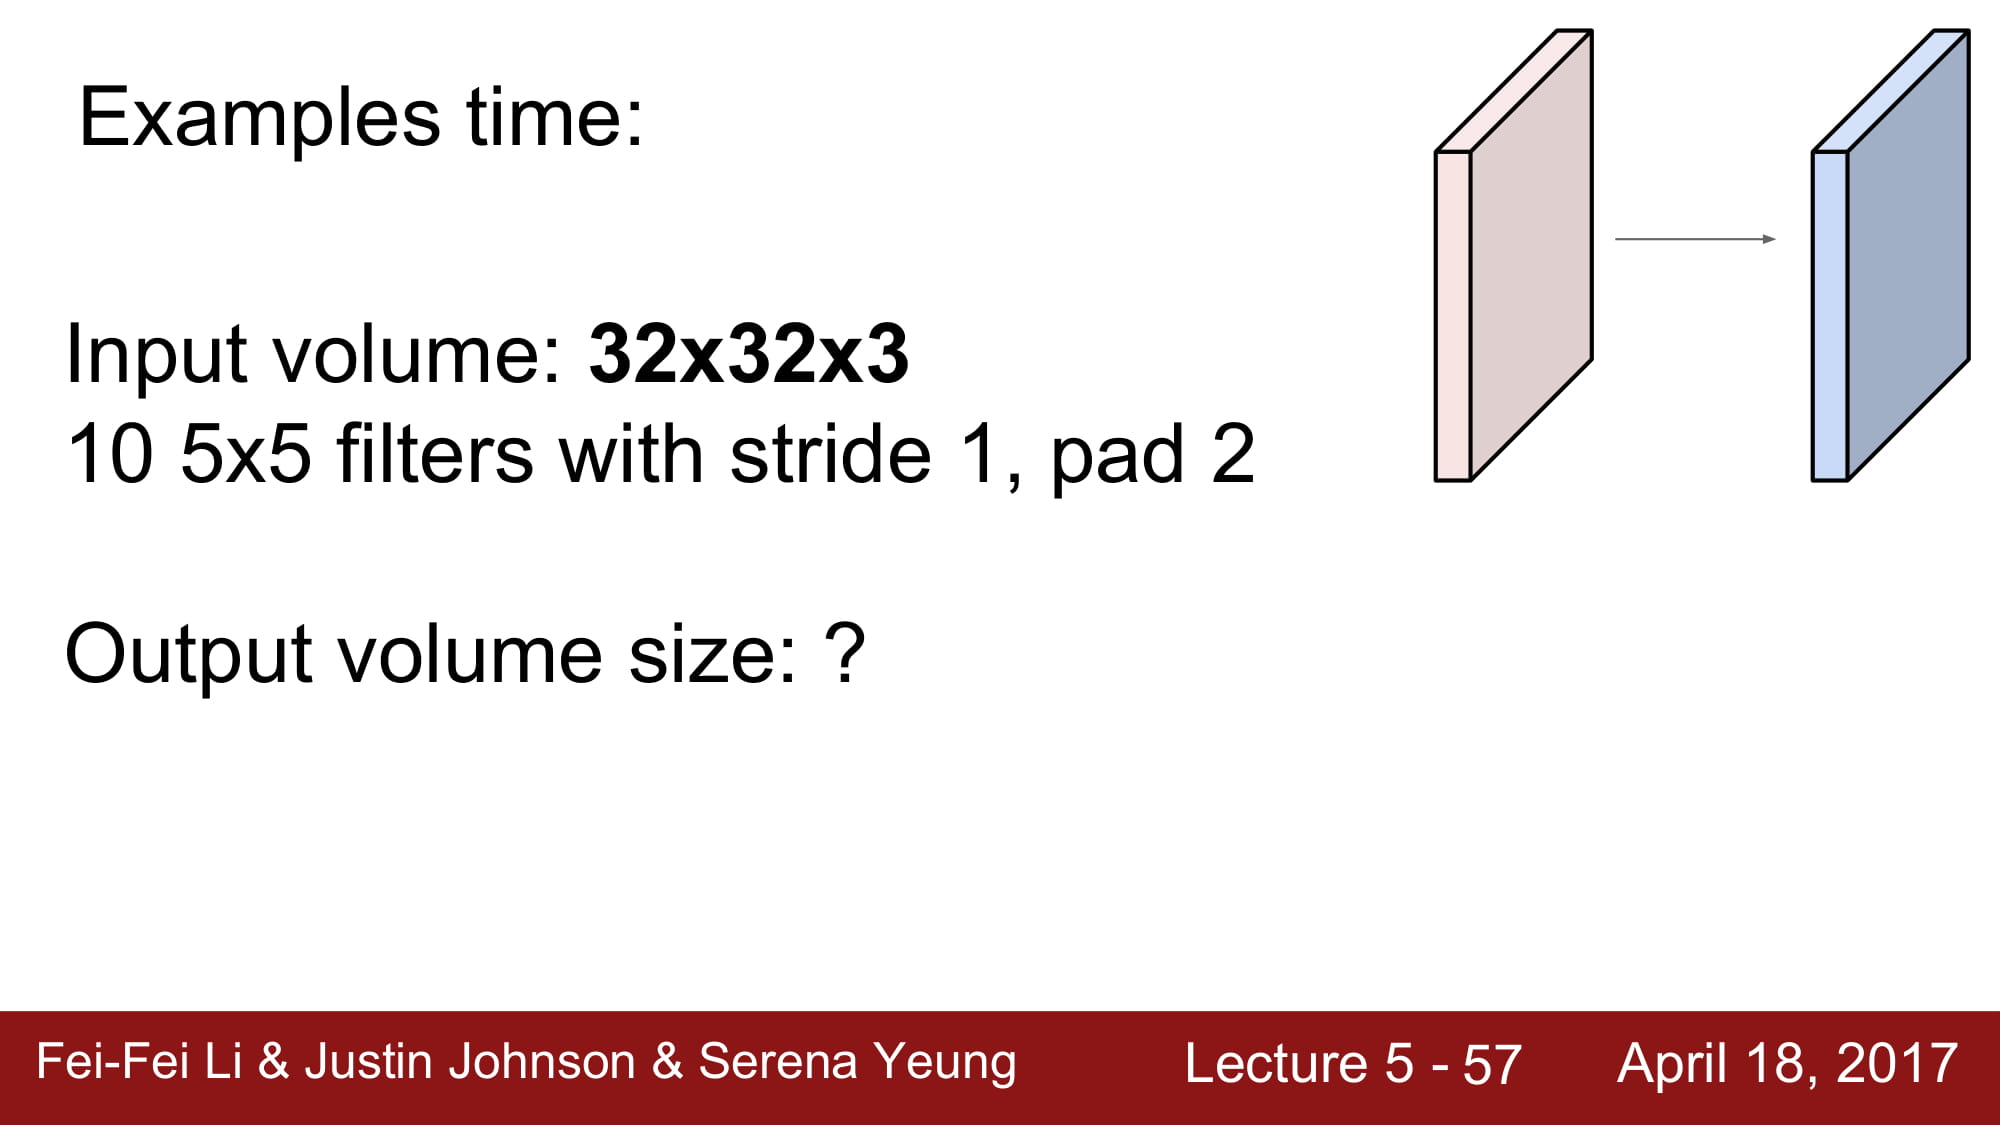 Examples time:
Input volume: 32x32x3
10 5x5 filters with stride 1, pad 2
Output volume size: ?
Fei-Fei Li & Justin Johnson & Serena Yeung
Lecture 5 - 57
April 18, 2017